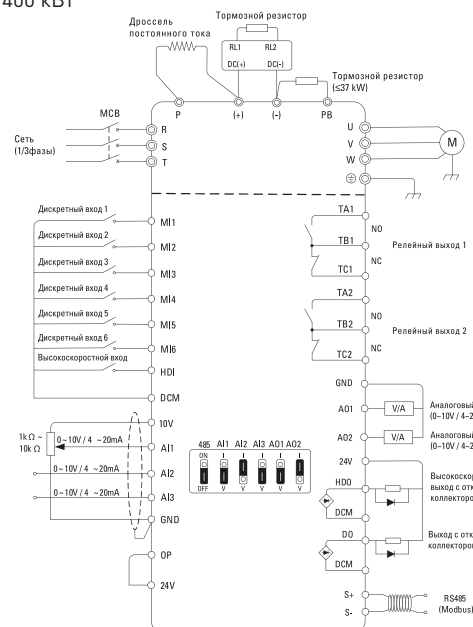 400 кВт
Тормозной резистор
Дроссель
постоянного тока
RL1 RL2
DC(+) DC(-)
Тормозной резистор
(≤37 kW)
P (+) (-) PB
MCB
Сеть
(1/3фазы)
R
S
T
U
V
W
M
Дискретный вход 1
MI1
Дискретный вход 2
MI2
Дискретный вход 3
MI3
Дискретный вход 4
MI4
Дискретный вход 5
MI5
Дискретный вход 6
MI6
Высокоскоростной вход
HDI
DCM
TA1
NO
TB1
Релейный выход 1
NC
TC1
TA2
NO
TB2
Релейный выход 2
NC
TC2
10V
1k Ω ~
10k Ω
0~10V / 4 ~20mA
AI1
0~10V / 4 ~20mA
AI2
0~10V / 4 ~20mA
AI3
GND
OP
24V
485 AI1 AI2 AI3 AO1 AO2
ON I I I I I
OFF V V V V V
GND
AO1
V/A
Аналоговый
(0~10V / 4~2
AO2
V/A
Аналоговый
(0~10V / 4~2
24V
HDO
Высокоскор
выход с отк
коллекторо
DCM
DO
Выход с отк
коллекторо
DCM
S+
S-
RS485
(Modbus)